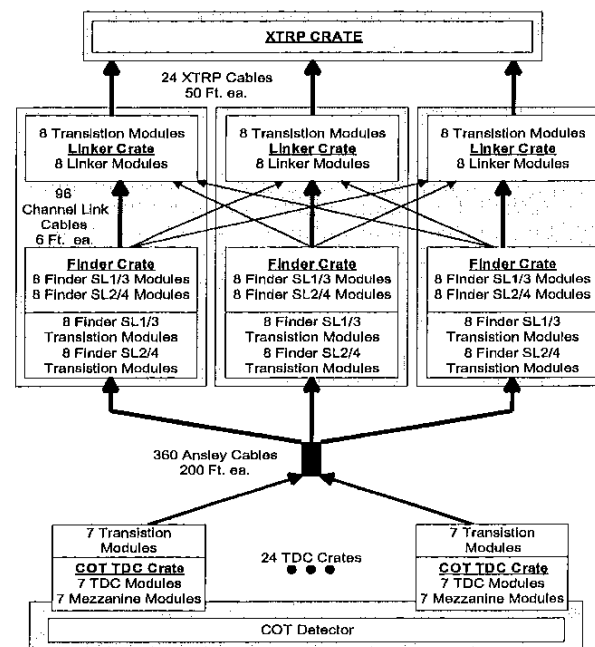 XTRP CRATE
24 XTRP Cables
50 Ft. ea.
8 Transistion Modules
Linker Crate
8 Linker Modules
8 Transistion Modules
Linker Crate
8 Linker Modules
8 Transistion Modules
Linker Crate
8 Linker Modules
96
Channel Link
Cables
6 Ft. ea.
Finder Crate
8 Finder SL1/3 Modules
8 Finder SL2/4 Modules
8 Finder SL1/3
Transistion Modules
8 Finder SL2/4
Transistion Modules
Finder Crate
8 Finder SL1/3 Modules
8 Finder SL2/4 Modules
8 Finder SL1/3
Transistion Modules
8 Finder SL2/4
Transistion Modules
Finder Crate
8 Finder SL1/3 Modules
8 Finder SL2/4 Modules
8 Finder SL1/3
Transistion Modules
8 Finder SL2/4
Transistion Modules
360 Ansley Cables
200 Ft. ea.
7 Transistion
Modules
COT TDC Crate
7 TDC Modules
7 Mezzanine Modules
24 TDC Crates
7 Transistion
Modules
COT TDC Crate
7 TDC Modules
7 Mezzanine Modules
COT Detector